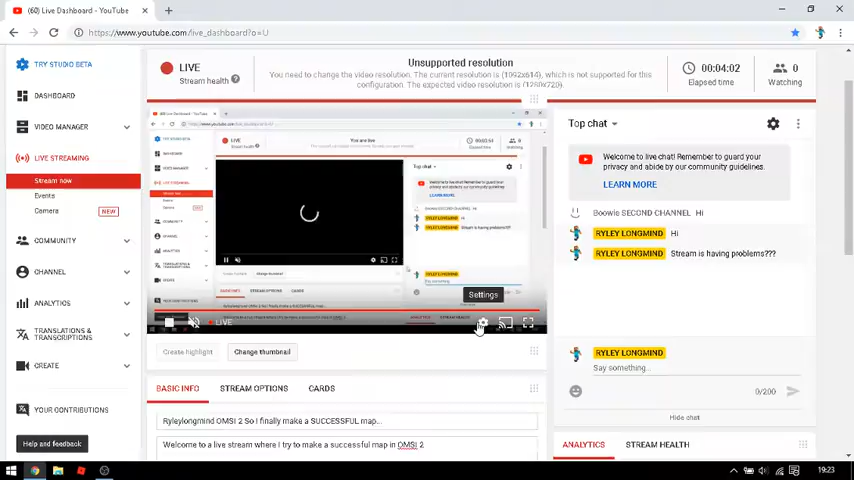 (60) Live Dashboard - YouTube
https://www.youtube.com/live_dashboard?o=U
TRY STUDIO BETA
DASHBOARD
VIDEO MANAGER
LIVE STREAMING
Stream now
Events
Camera NEW
COMMUNITY
CHANNEL
ANALYTICS
TRANSLATIONS &
TRANSCRIPTIONS
CREATE
YOUR CONTRIBUTIONS
Help and feedback
LIVE
Stream health ?
Unsupported resolution
You need to change the video resolution. The current resolution is (1092x614), which is not supported for this
configuration. The expected video resolution is (1280x720).
00:04:02
Elapsed time
0
Watching
You are live
Settings
LIVE
Create highlight
Change thumbnail
BASIC INFO
STREAM OPTIONS
CARDS
Ryleylongmind OMSI 2 So I finally make a SUCCESSFUL map...
Welcome to a live stream where I try to make a successful map in OMSI 2
Top chat
Welcome to live chat! Remember to guard your
privacy and abide by our community guidelines.
LEARN MORE
Boowie SECOND CHANNEL Hi
RYLEY LONGMIND Hi
RYLEY LONGMIND Stream is having problems???
RYLEY LONGMIND
Say something...
0/200
Hide chat
ANALYTICS
STREAM HEALTH
19:23